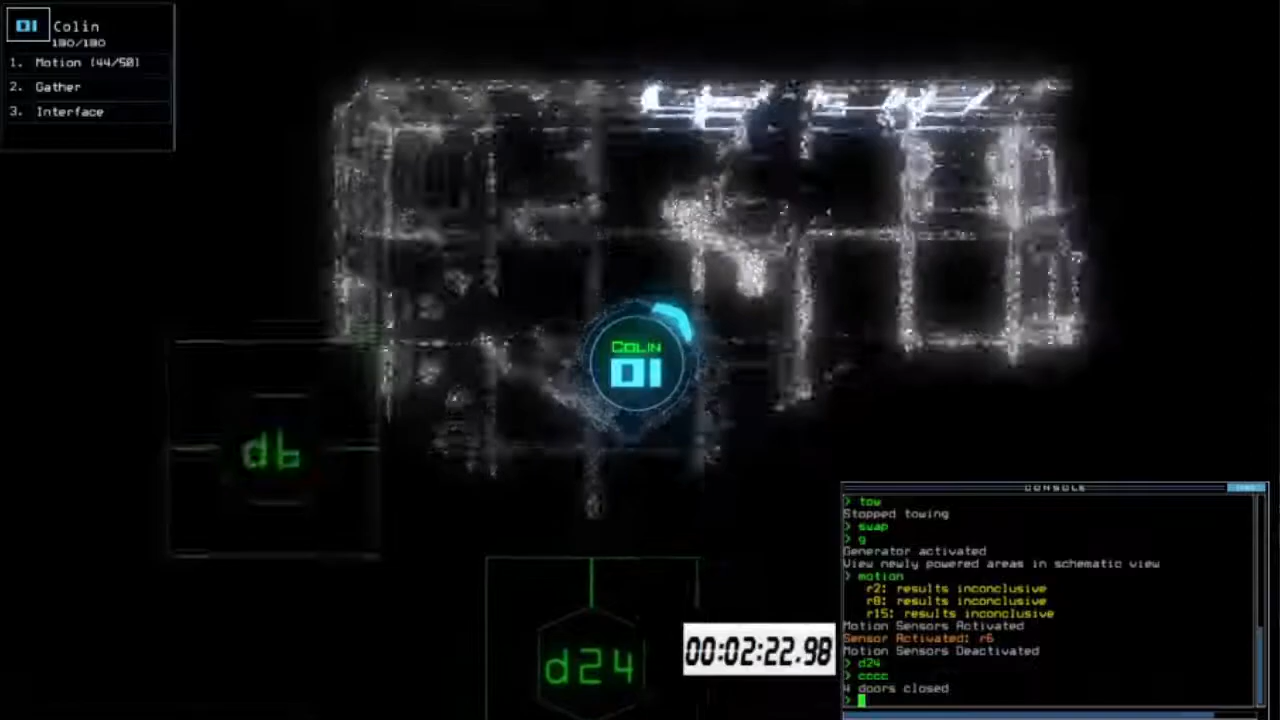 01 Colin
180/180
1. Motion (44/50)
2. Gather
3. Interface
COLIN
01
d6
d24
00:02:22.98
CONSOLE
> tow
Stopped towing
> swap
> g
Generator activated
View newly powered areas in schematic view
> motion
r2: results inconclusive
r8: results inconclusive
r15: results inconclusive
Motion Sensors Activated
Sensor Activated: r6
Motion Sensors Deactivated
> d24
> cccc
4 doors closed
>